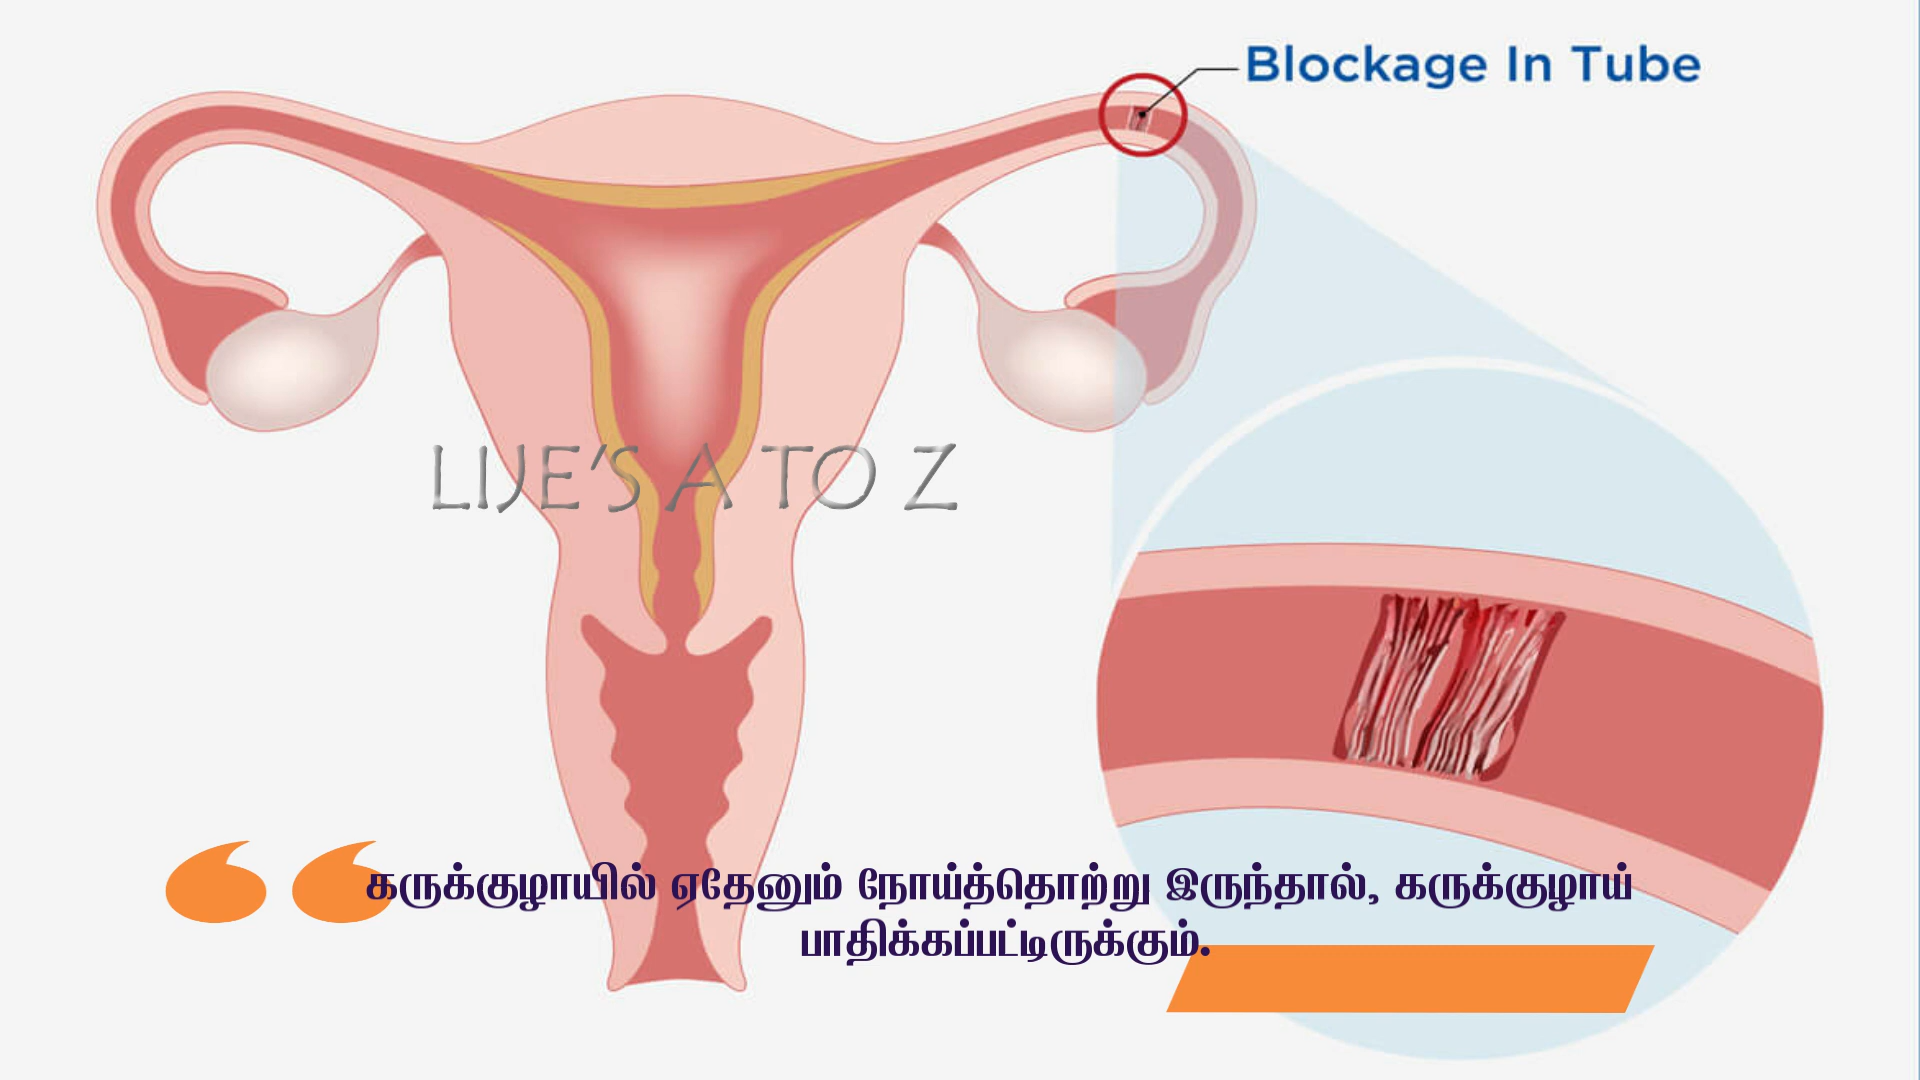 Blockage In Tube
LIJE'S A TO Z
கருக்குழாயில் ஏதேனும் நோய்த்தொற்று இருந்தால், கருக்குழாய்
பாதிக்கப்பட்டிருக்கும்.